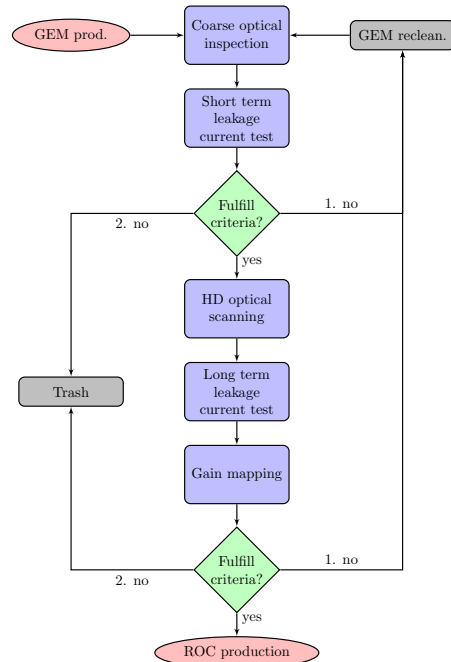 GEM prod.
Coarse optical
inspection
GEM reclean.
Short term
leakage
current test
Fulfill
criteria?
2. no
1. no
yes
HD optical
scanning
Trash
Long term
leakage
current test
Gain mapping
Fulfill
criteria?
2. no
1. no
yes
ROC production